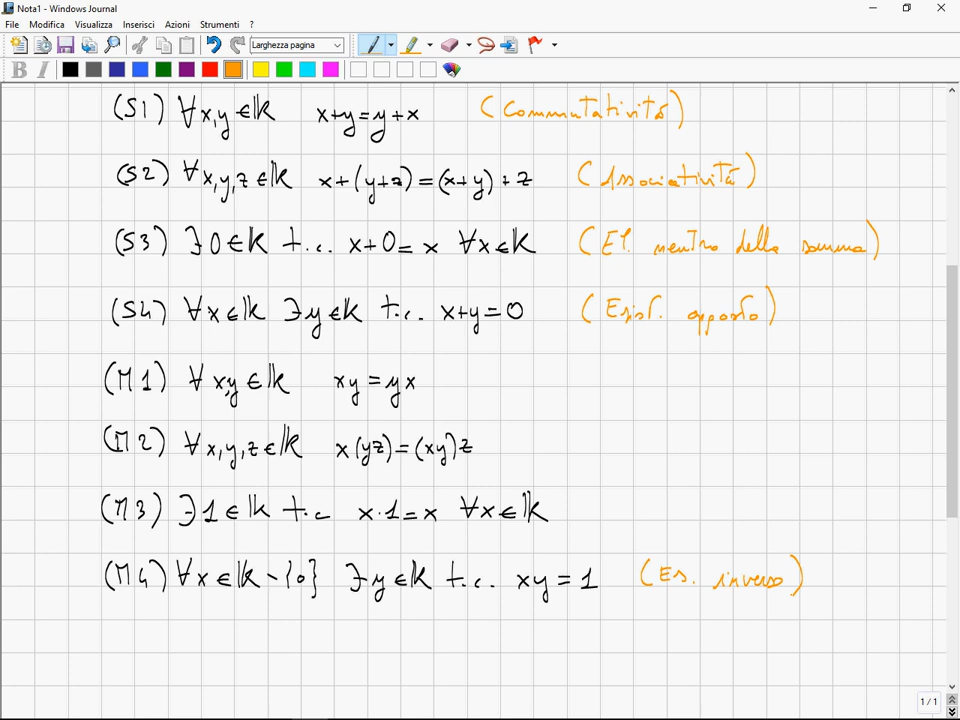 Nota1 - Windows Journal
File Modifica Visualizza Inserisci Azioni Strumenti ?
Larghezza pagina
B I
(S1) ∀x,y∈𝕂 x+y=y+x (Commutatività)
(S2) ∀x,y,z∈𝕂 x+(y+z)=(x+y)+z (Associatività)
(S3) ∃0∈𝕂 t.c. x+0=x ∀x∈𝕂 (El. neutro della somma)
(S4) ∀x∈𝕂 ∃y∈𝕂 t.c. x+y=0 (Esist. opposto)
(M1) ∀x,y∈𝕂 xy=yx
(M2) ∀x,y,z∈𝕂 x(yz)=(xy)z
(M3) ∃1∈𝕂 t.c x·1=x ∀x∈𝕂
(M4) ∀x∈𝕂∖{0} ∃y∈𝕂 t.c. xy=1 (Es. inverso)
1 / 1